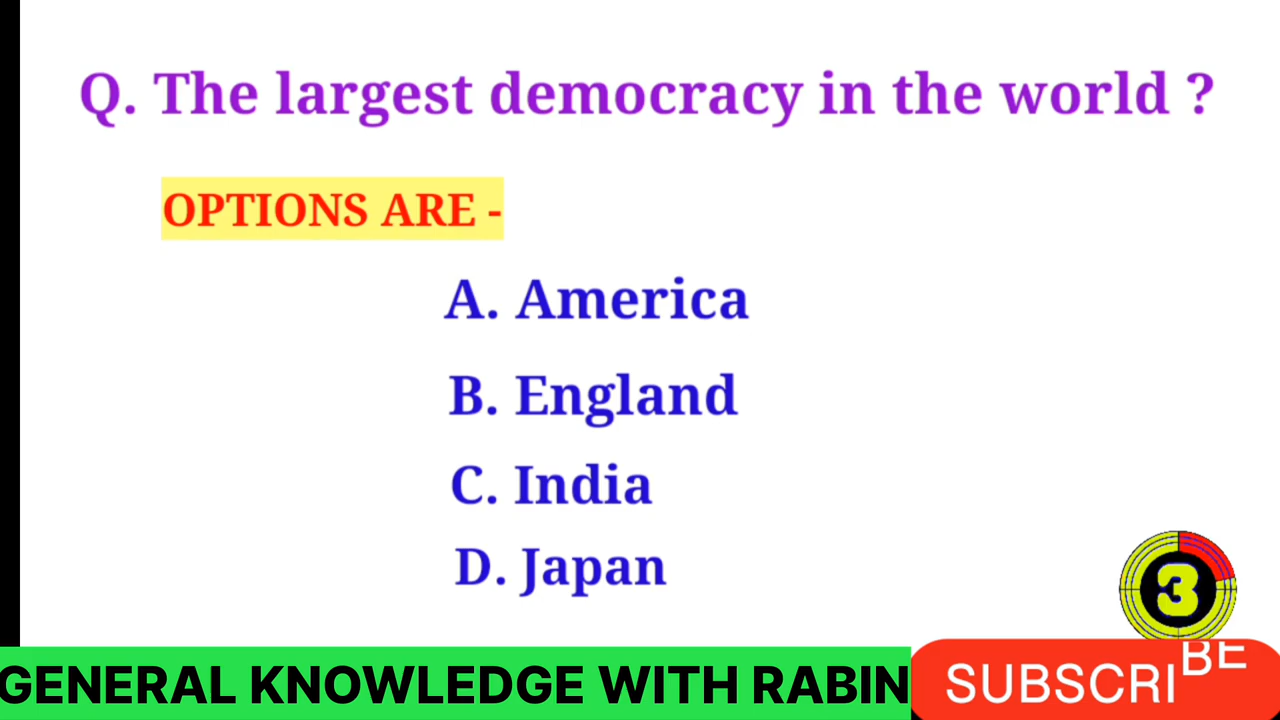 Q. The largest democracy in the world ?
OPTIONS ARE -
A. America
B. England
C. India
D. Japan
3
GENERAL KNOWLEDGE WITH RABIN
SUBSCRIBE